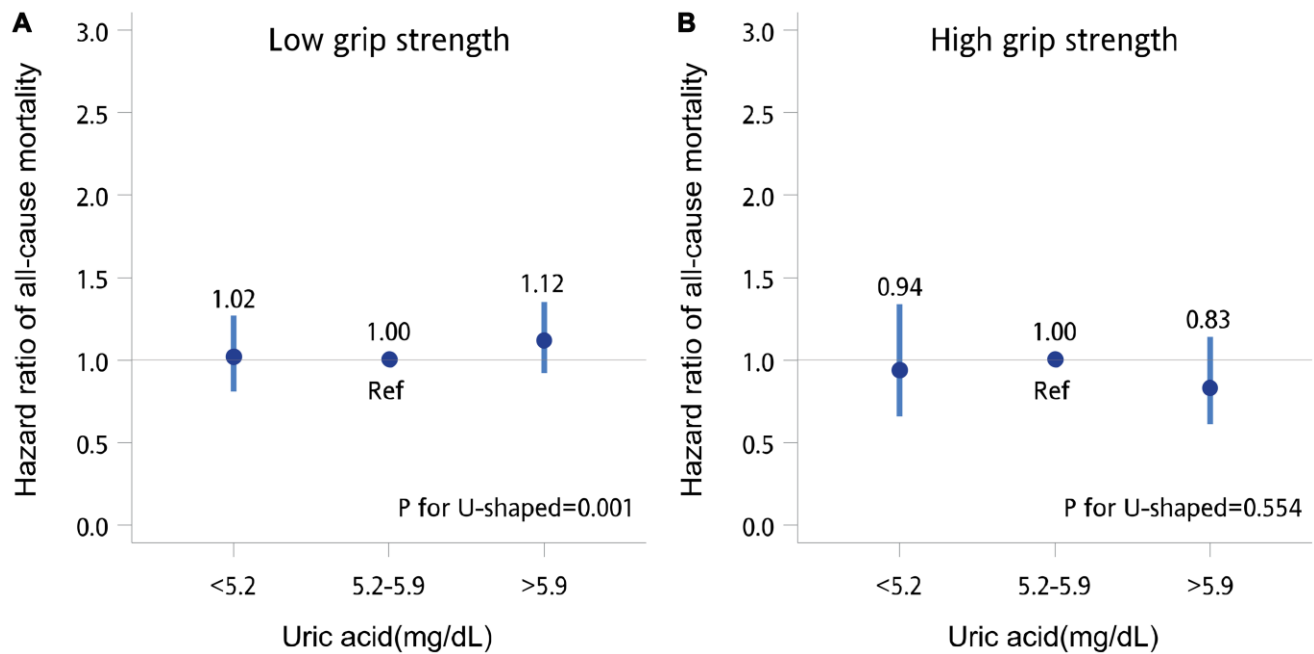 A
Low grip strength
Hazard ratio of all-cause mortality
3.0
2.5
2.0
1.5
1.0
0.5
0.0
1.02
1.00
Ref
1.12
P for U-shaped=0.001
<5.2
5.2-5.9
>5.9
Uric acid(mg/dL)
B
High grip strength
Hazard ratio of all-cause mortality
3.0
2.5
2.0
1.5
1.0
0.5
0.0
0.94
1.00
Ref
0.83
P for U-shaped=0.554
<5.2
5.2-5.9
>5.9
Uric acid(mg/dL)